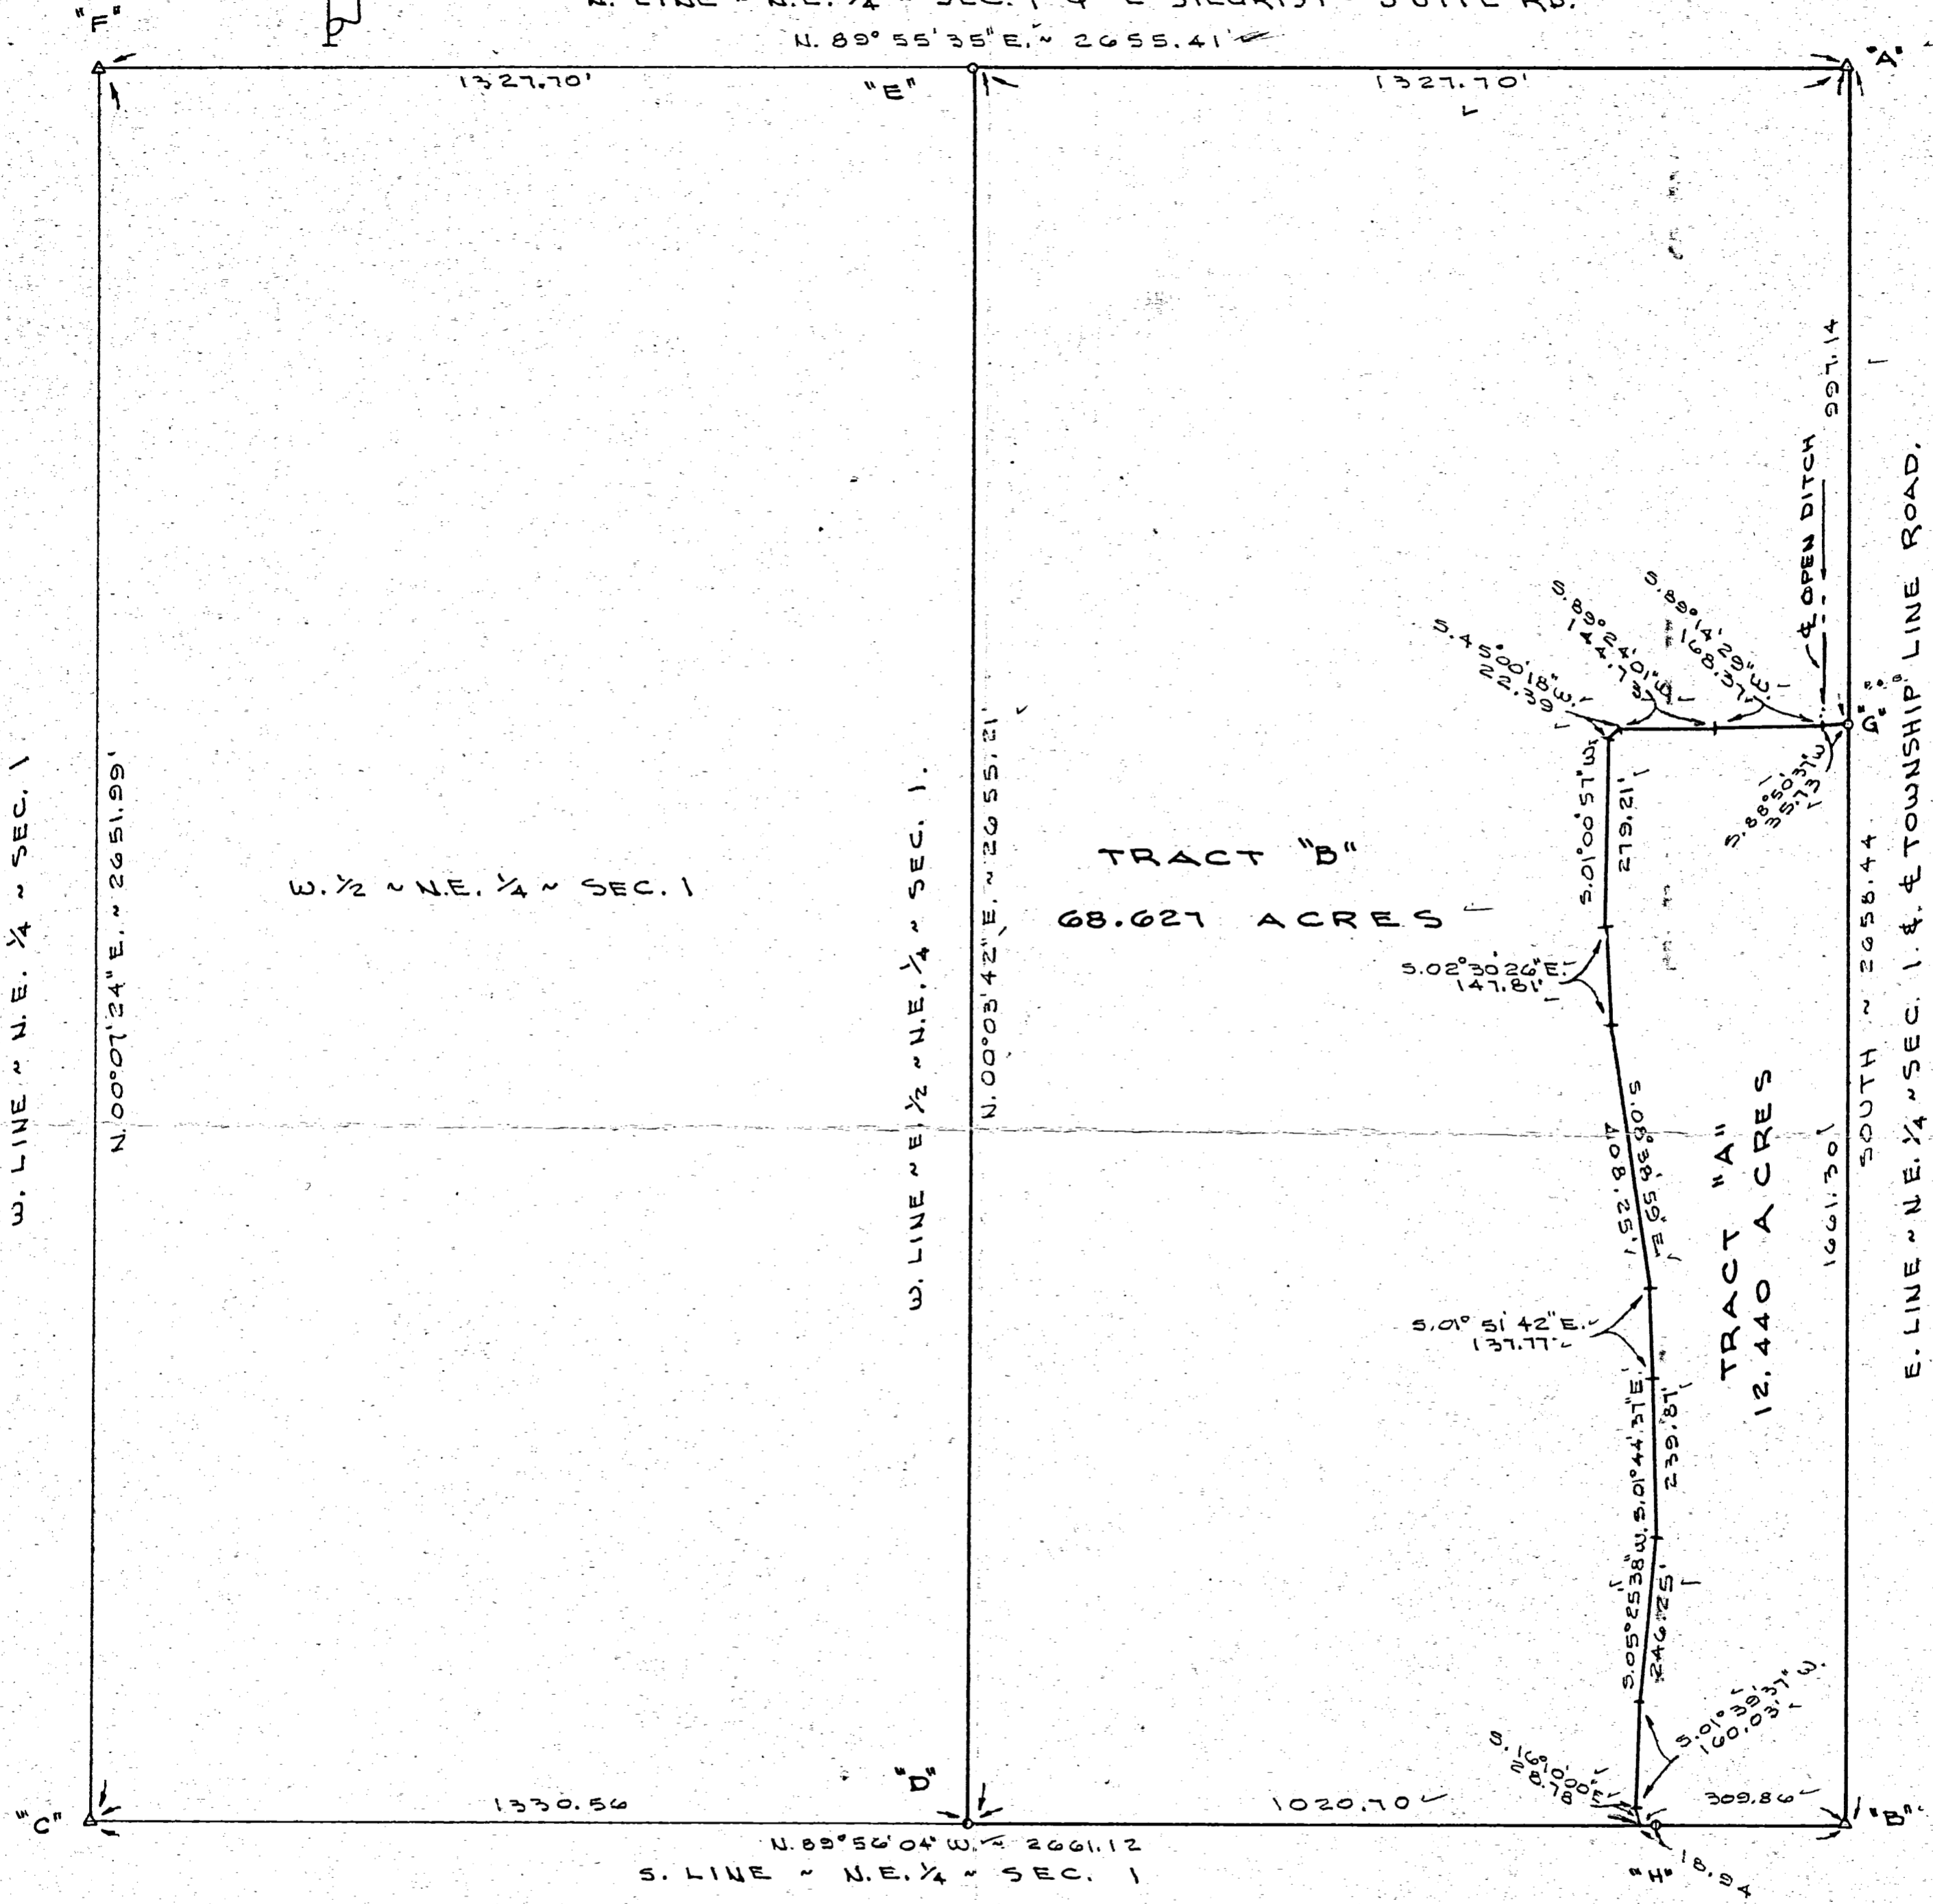 "F"
N. 89° 55' 35" E. ~ 2655.41'
"A"
1327.70'
"E"
1327.70'
997.14
℄ OPEN DITCH
S. 89° 14' 29" W.
168.37'
S. 89° 24' 01" W.
144.73'
S. 45° 00' 18" W.
22.39
"G"
S. 88° 50' 37" W.
35.73
S. 01° 00' 57" W.
279.21'
W. LINE ~ N.E. ¼ ~ SEC. 1
N. 00° 07' 24" E. ~ 2651.99'
W. ½ ~ N.E. ¼ ~ SEC. 1
W. LINE ~ E. ½ ~ N.E. ¼ ~ SEC. 1.
N. 00° 03' 42" E. ~ 2655.21'
TRACT "B"
68.627 ACRES
S. 02° 30' 26" E.
147.81'
S. 08° 38' 59" E.
408.25'
TRACT "A"
12.440 ACRES
1661.30'
SOUTH ~ 2658.44
E. LINE ~ N.E. ¼ ~ SEC. 1. & ℄ TOWNSHIP LINE ROAD.
S. 01° 51' 42" E.
137.77'
S. 01° 44' 37" E.
239.87'
S. 05° 25' 38" W.
246.25'
S. 01° 39' 37" W.
160.03'
S. 16° 10' 00" E.
28.78
"D"
"C"
1330.56
1020.70
309.86
"B"
N. 89° 56' 04" W. ~ 2661.12
"H"
18.94
S. LINE ~ N.E. ¼ ~ SEC. 1